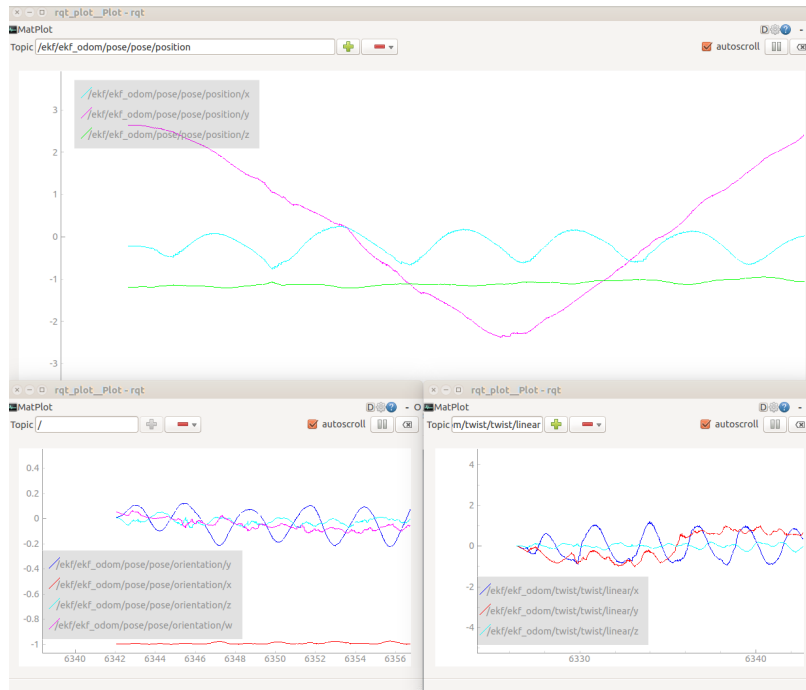 rqt_plot__Plot - rqt
MatPlot
D
Topic /ekf/ekf_odom/pose/pose/position
autoscroll
/ekf/ekf_odom/pose/pose/position/x
/ekf/ekf_odom/pose/pose/position/y
/ekf/ekf_odom/pose/pose/position/z
3
2
1
0
-1
-2
-3
rqt_plot__Plot - rqt
MatPlot
D - O
Topic /
autoscroll
0.4
0.2
0
-0.2
-0.4
-0.6
-0.8
-1
/ekf/ekf_odom/pose/pose/orientation/y
/ekf/ekf_odom/pose/pose/orientation/x
/ekf/ekf_odom/pose/pose/orientation/z
/ekf/ekf_odom/pose/pose/orientation/w
6340 6342 6344 6346 6348 6350 6352 6354 6356
rqt_plot__Plot - rqt
MatPlot
D
Topic m/twist/twist/linear
autoscroll
4
2
0
-2
-4
/ekf/ekf_odom/twist/twist/linear/x
/ekf/ekf_odom/twist/twist/linear/y
/ekf/ekf_odom/twist/twist/linear/z
6330 6340